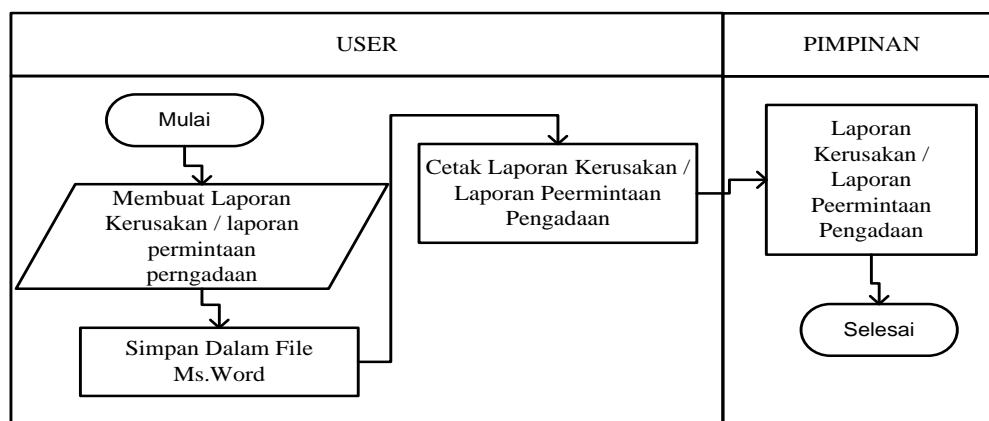 USER
PIMPINAN
Mulai
Membuat Laporan
Kerusakan / laporan
permintaan
perngadaan
Simpan Dalam File
Ms.Word
Cetak Laporan Kerusakan /
Laporan Peermintaan
Pengadaan
Laporan
Kerusakan /
Laporan
Peermintaan
Pengadaan
Selesai